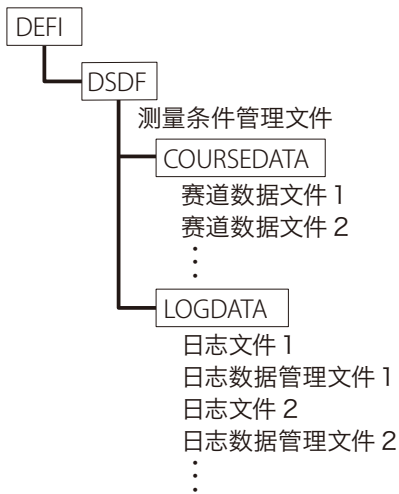 DEFI
DSDF
测量条件管理文件
COURSEDATA
赛道数据文件 1
赛道数据文件 2
⋮
LOGDATA
日志文件 1
日志数据管理文件 1
日志文件 2
日志数据管理文件 2
⋮